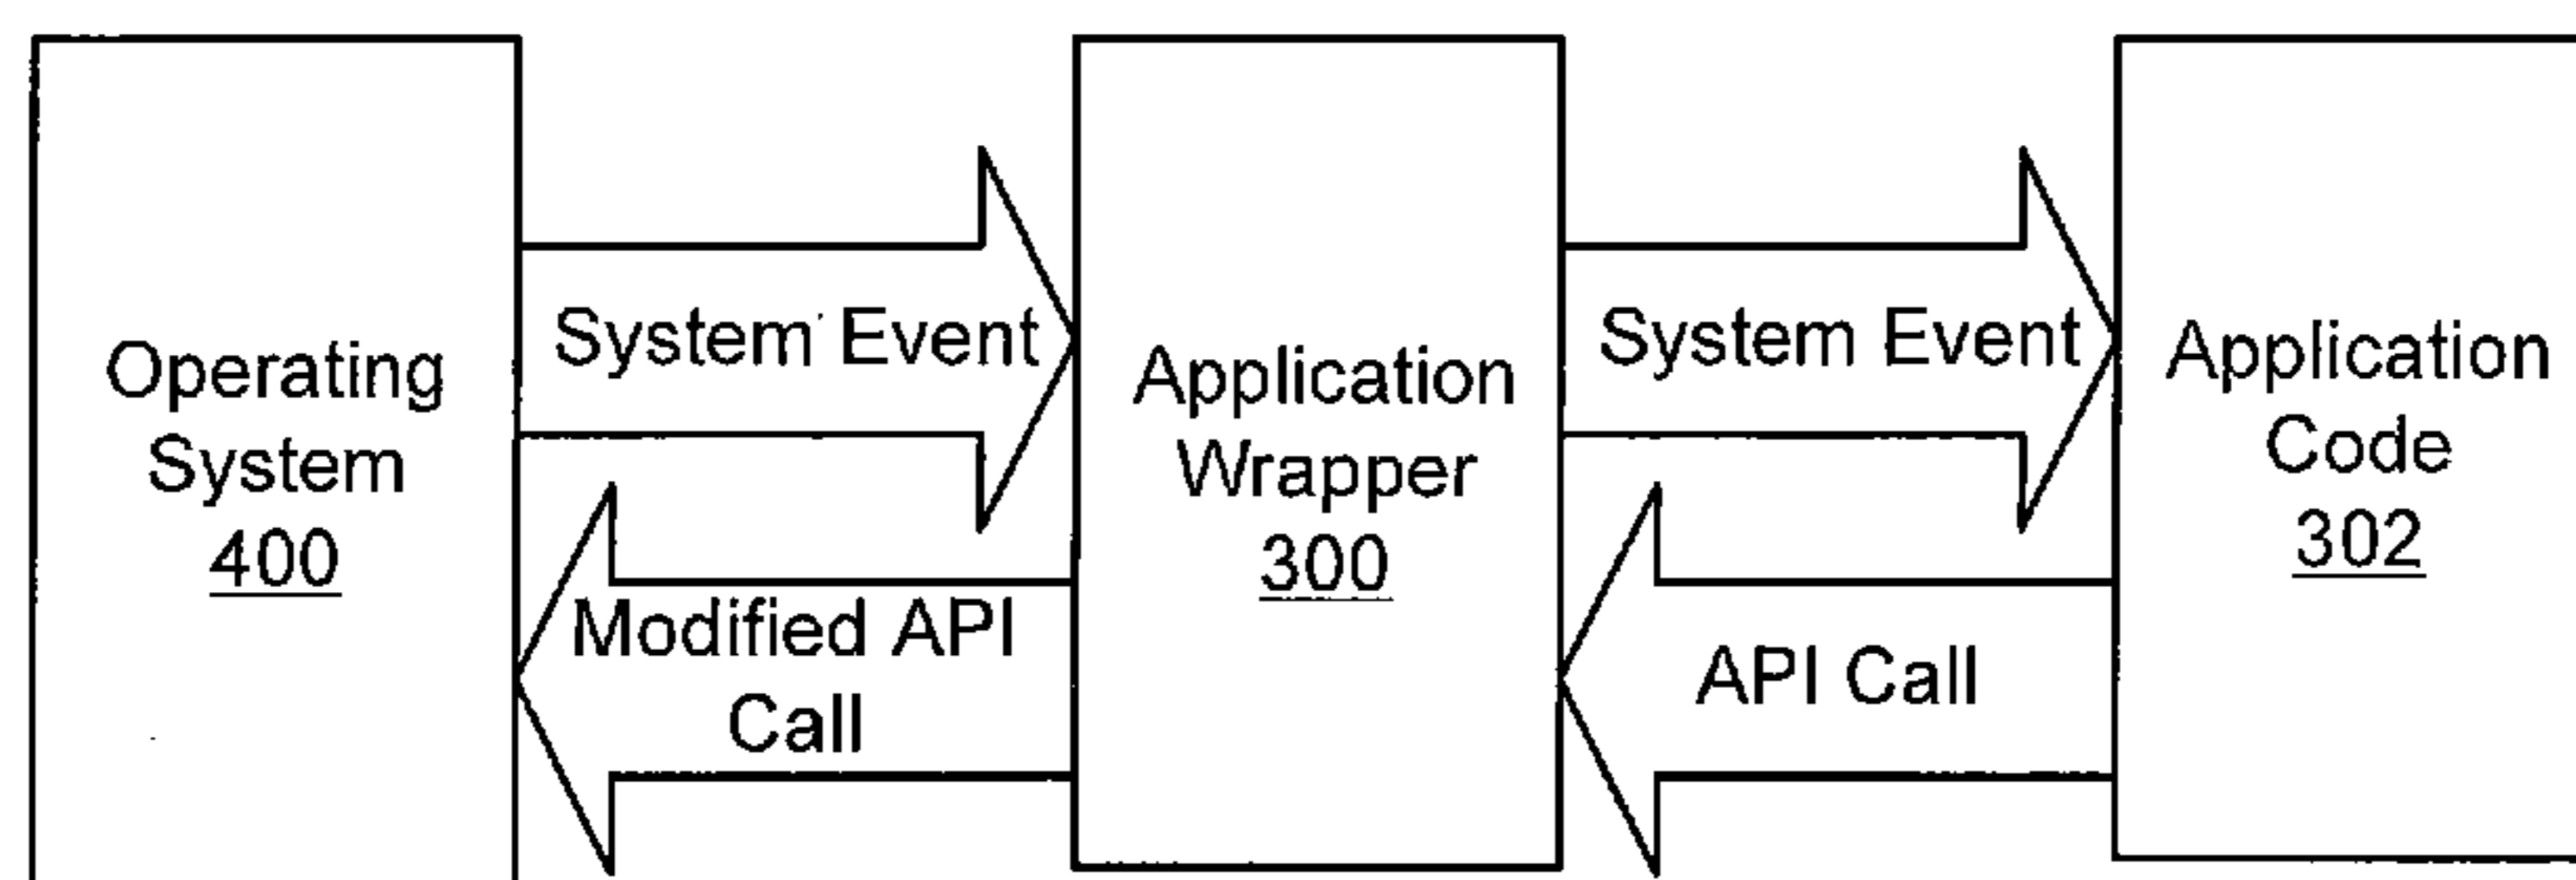 Operating
System
400
System Event
Modified API
Call
Application
Wrapper
300
System Event
API Call
Application
Code
302